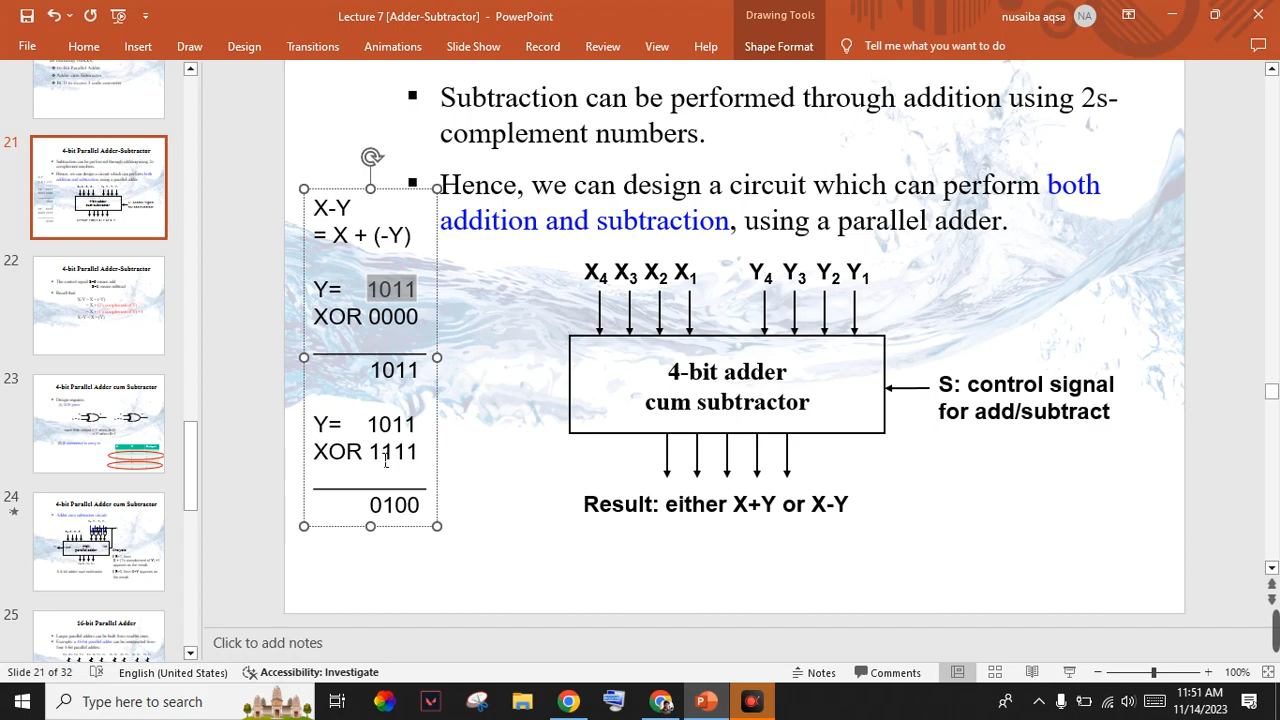 Lecture 7 [Adder-Subtractor] - PowerPoint
Drawing Tools
nusaiba aqsa
NA
File
Home
Insert
Draw
Design
Transitions
Animations
Slide Show
Record
Review
View
Help
Shape Format
Tell me what you want to do
21
4-bit Parallel Adder-Subtractor
22
4-bit Parallel Adder-Subtractor
23
4-bit Parallel Adder cum Subtractor
24
4-bit Parallel Adder cum Subtractor
25
16-bit Parallel Adder
■ Subtraction can be performed through addition using 2s-
complement numbers.
■ Hence, we can design a circuit which can perform both
addition and subtraction, using a parallel adder.
X-Y
= X + (-Y)
Y= 1011
XOR 0000
1011
Y= 1011
XOR 1111
0100
X4 X3 X2 X1 Y4 Y3 Y2 Y1
4-bit adder
cum subtractor
S: control signal
for add/subtract
Result: either X+Y or X-Y
Click to add notes
Slide 21 of 32
English (United States)
Accessibility: Investigate
Notes
Comments
100%
Type here to search
11:51 AM
11/14/2023